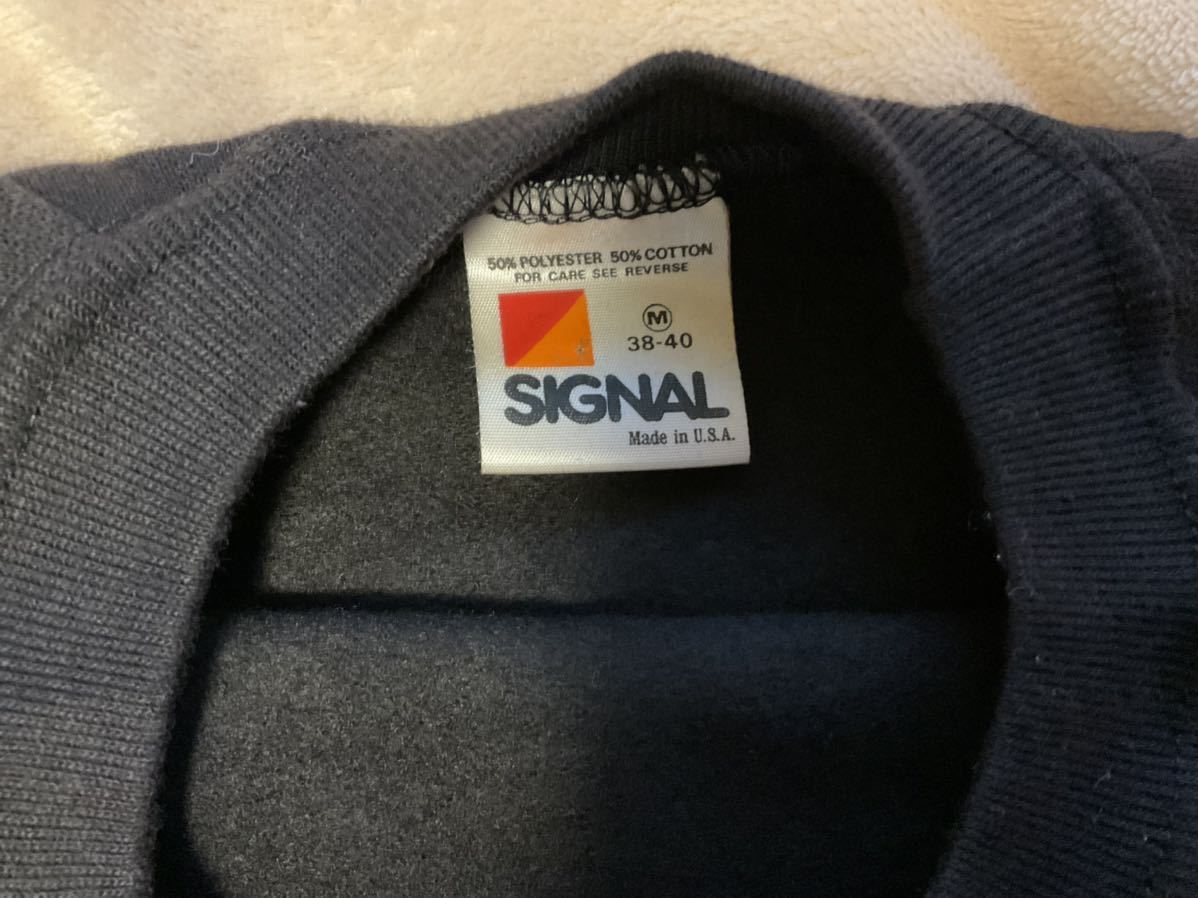 50% POLYESTER 50% COTTON
FOR CARE SEE REVERSE
M
38-40
SIGNAL
Made in U.S.A.